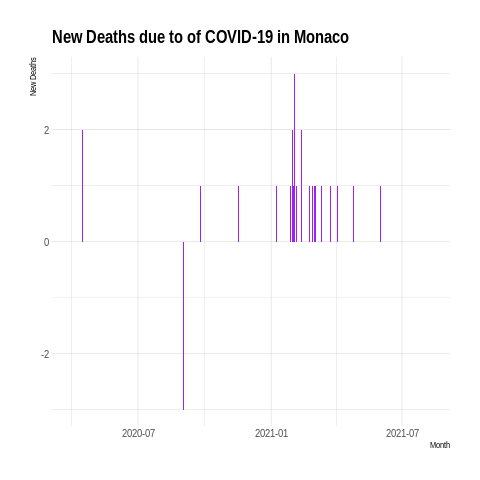 New Deaths due to of COVID-19 in Monaco
New Deaths
2
0
-2
2020-07
2021-01
2021-07
Month